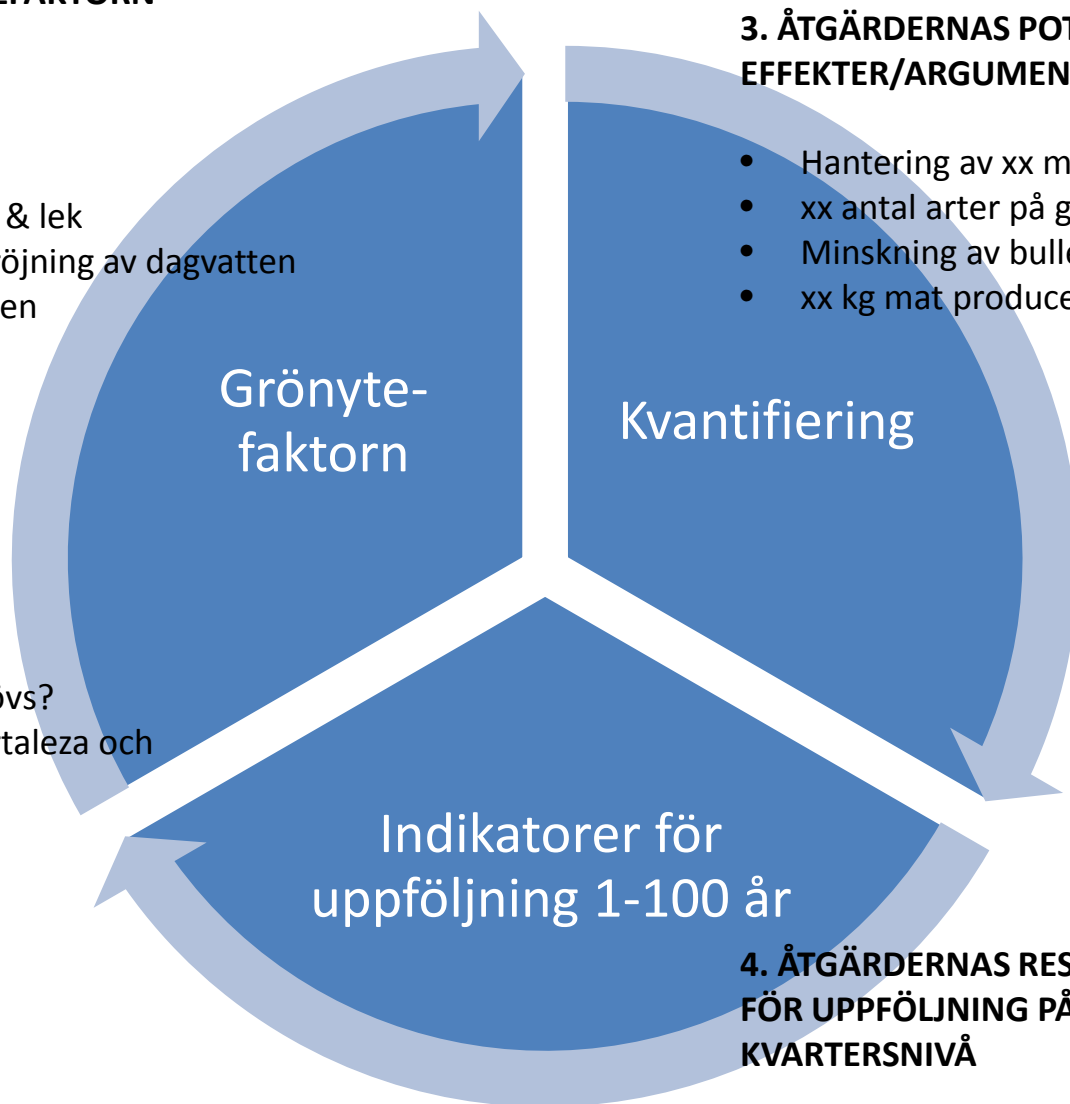 3. ÅTGÄRDERNAS POT
EFFEKTER/ARGUMEN
• Hantering av xx m
• xx antal arter på g
• Minskning av bulle
• xx kg mat produce
& lek
öjning av dagvatten
en
Grönyte-
faktorn
Kvantifiering
övs?
rtaleza och
Indikatorer för
uppföljning 1-100 år
4. ÅTGÄRDERNAS RES
FÖR UPPFÖLJNING PÅ
KVARTERSNIVÅ